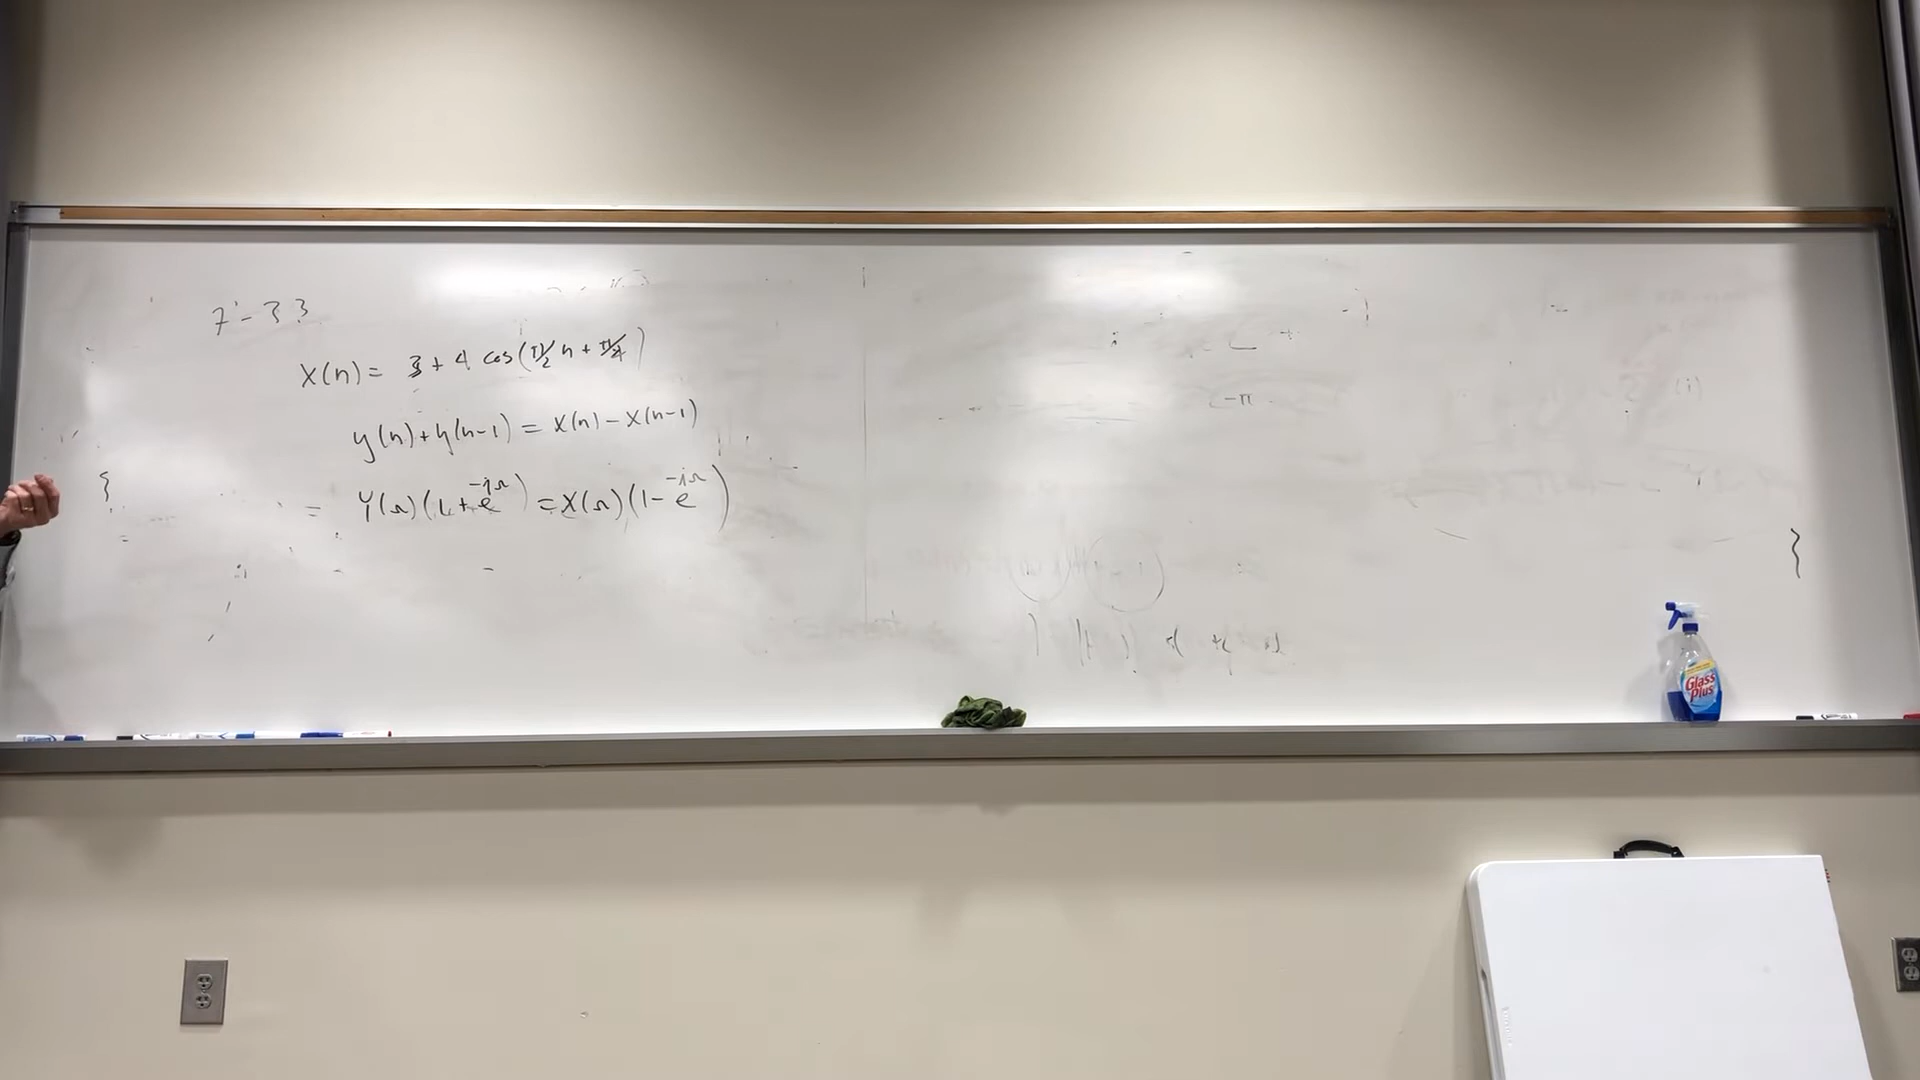 7-33
x(n) = 3 + 4 cos(π/2 n + π/4)
y(n) + y(n-1) = x(n) - x(n-1)
= Y(Ω)(1 + e^-jΩ) = X(Ω)(1 - e^-jΩ)
(-π
Glass
Plus